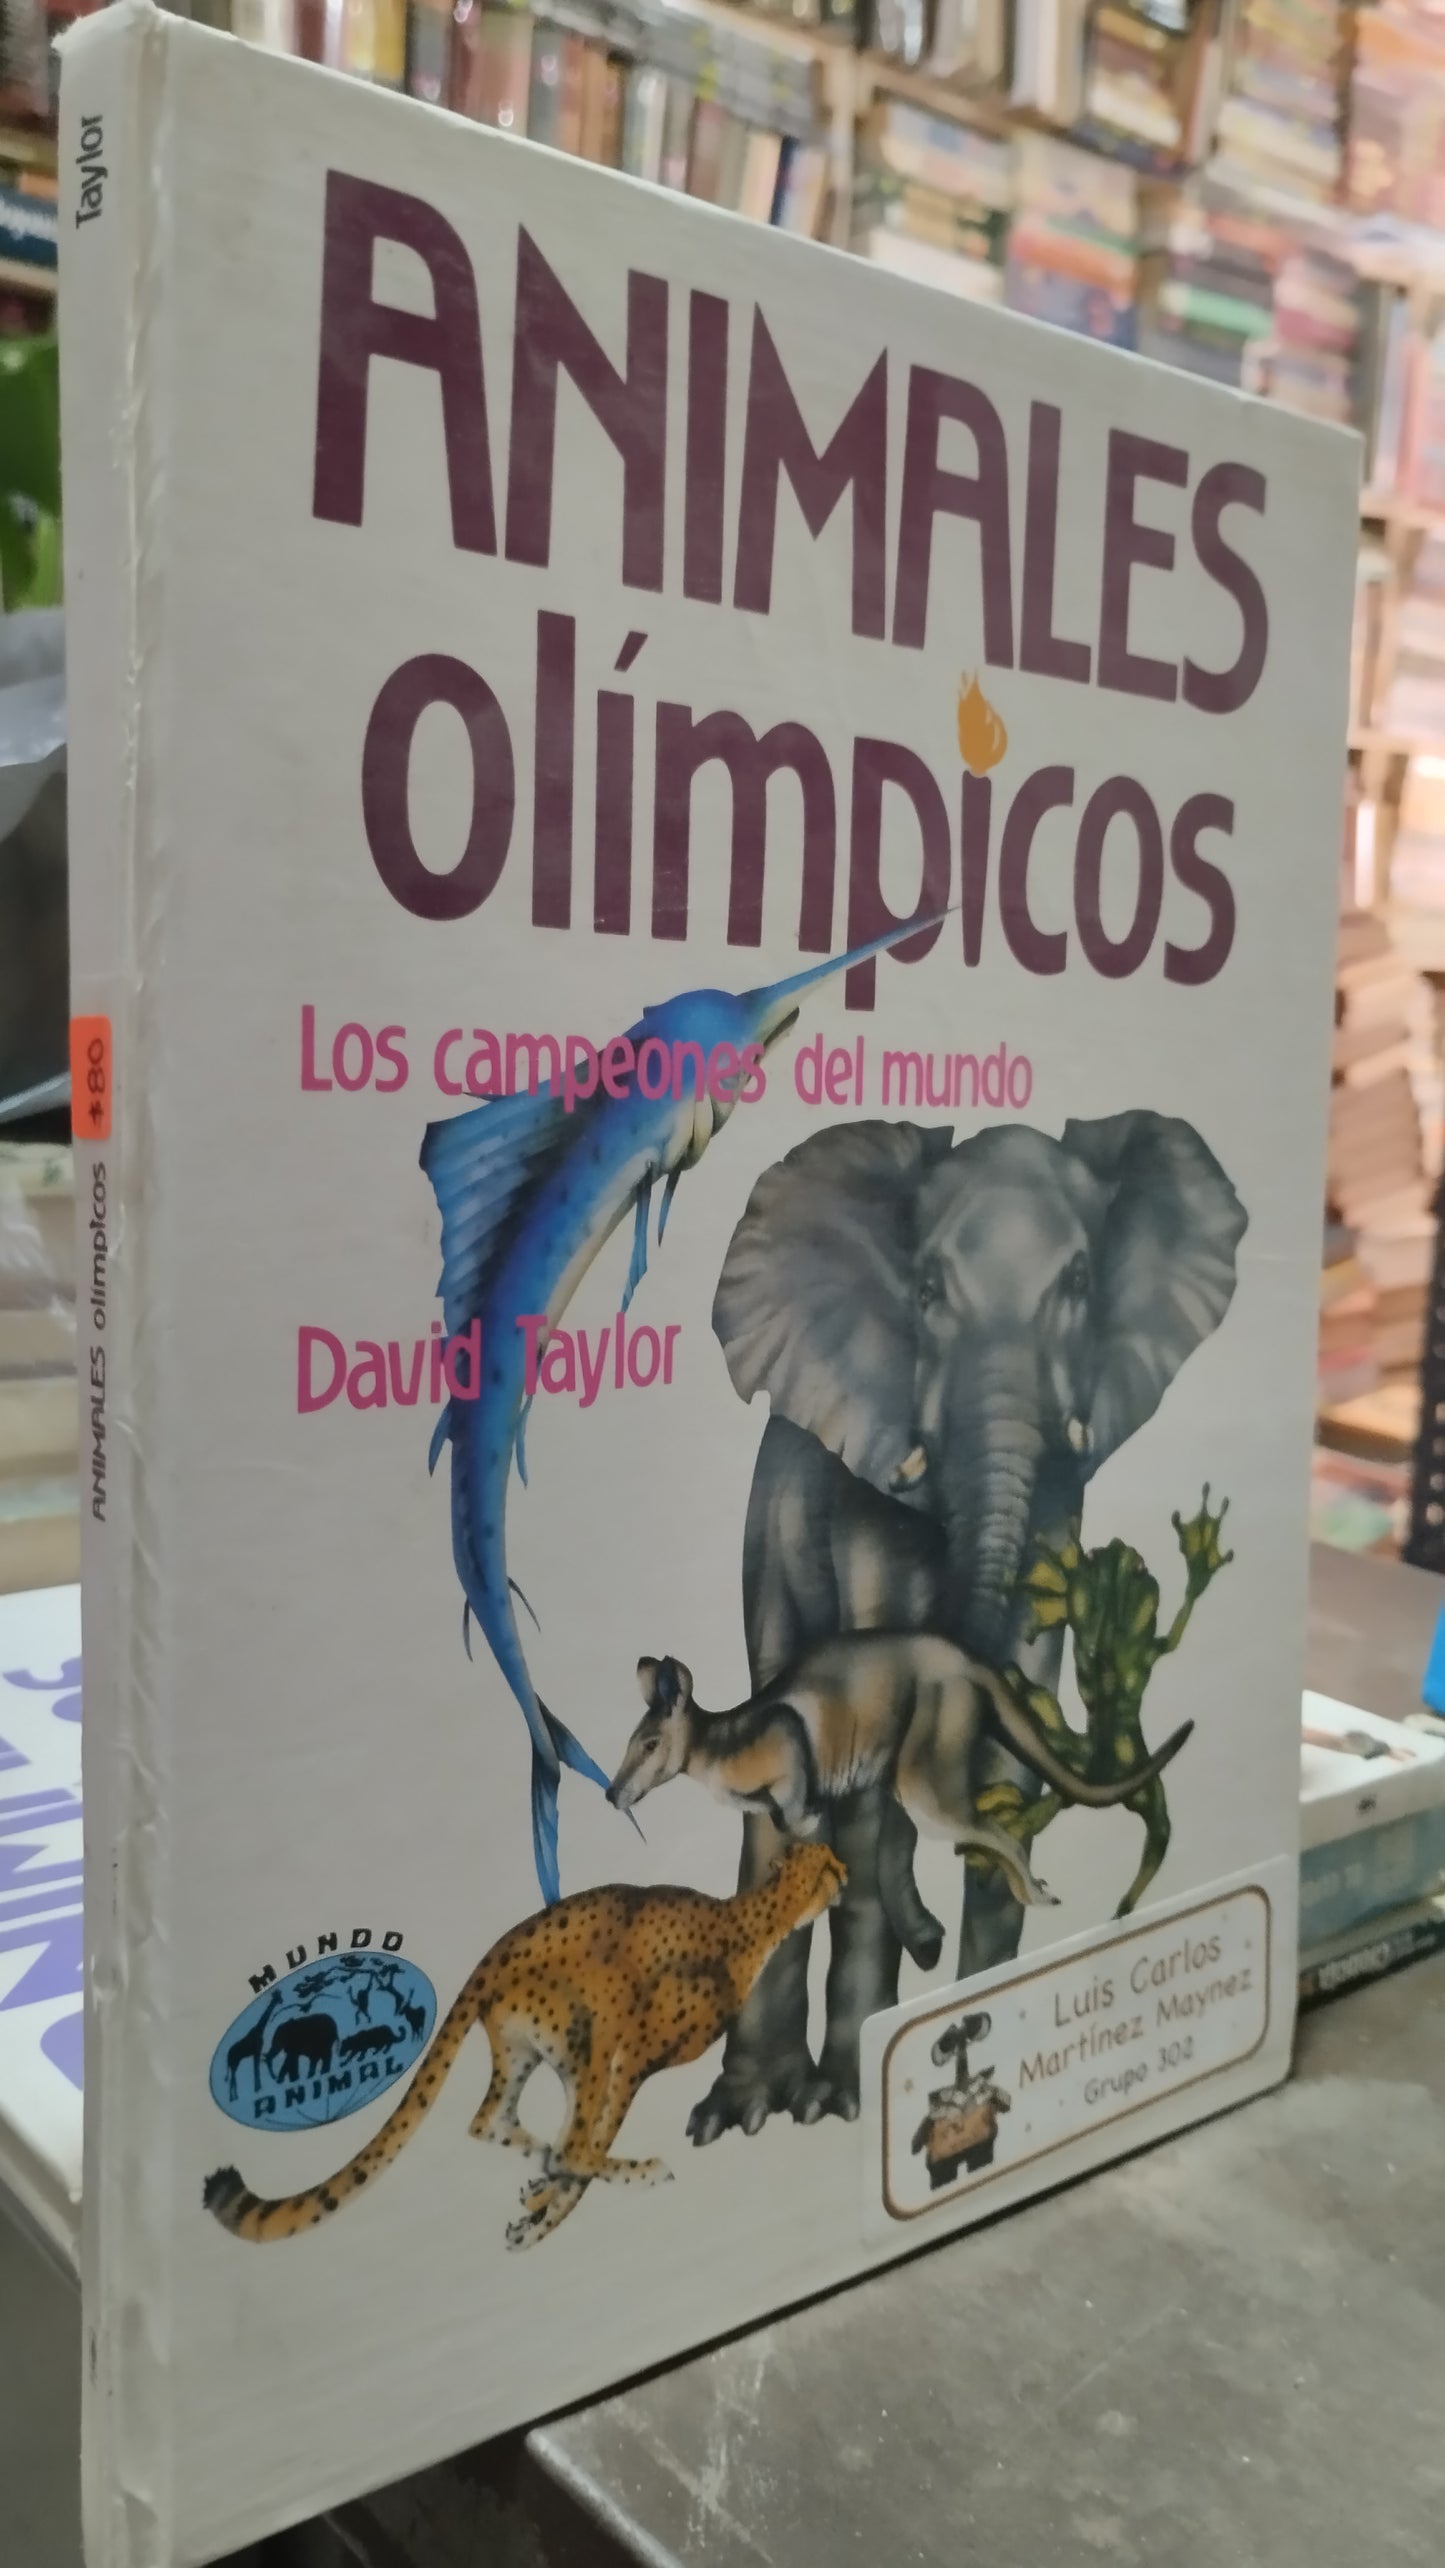 Taylor
$80
ANIMALES olímpicos
ANIMALES
olímpicos
Los campeones del mundo
David Taylor
MUNDO
ANIMAL
Luis Carlos
Martínez Maynez
Grupo 302